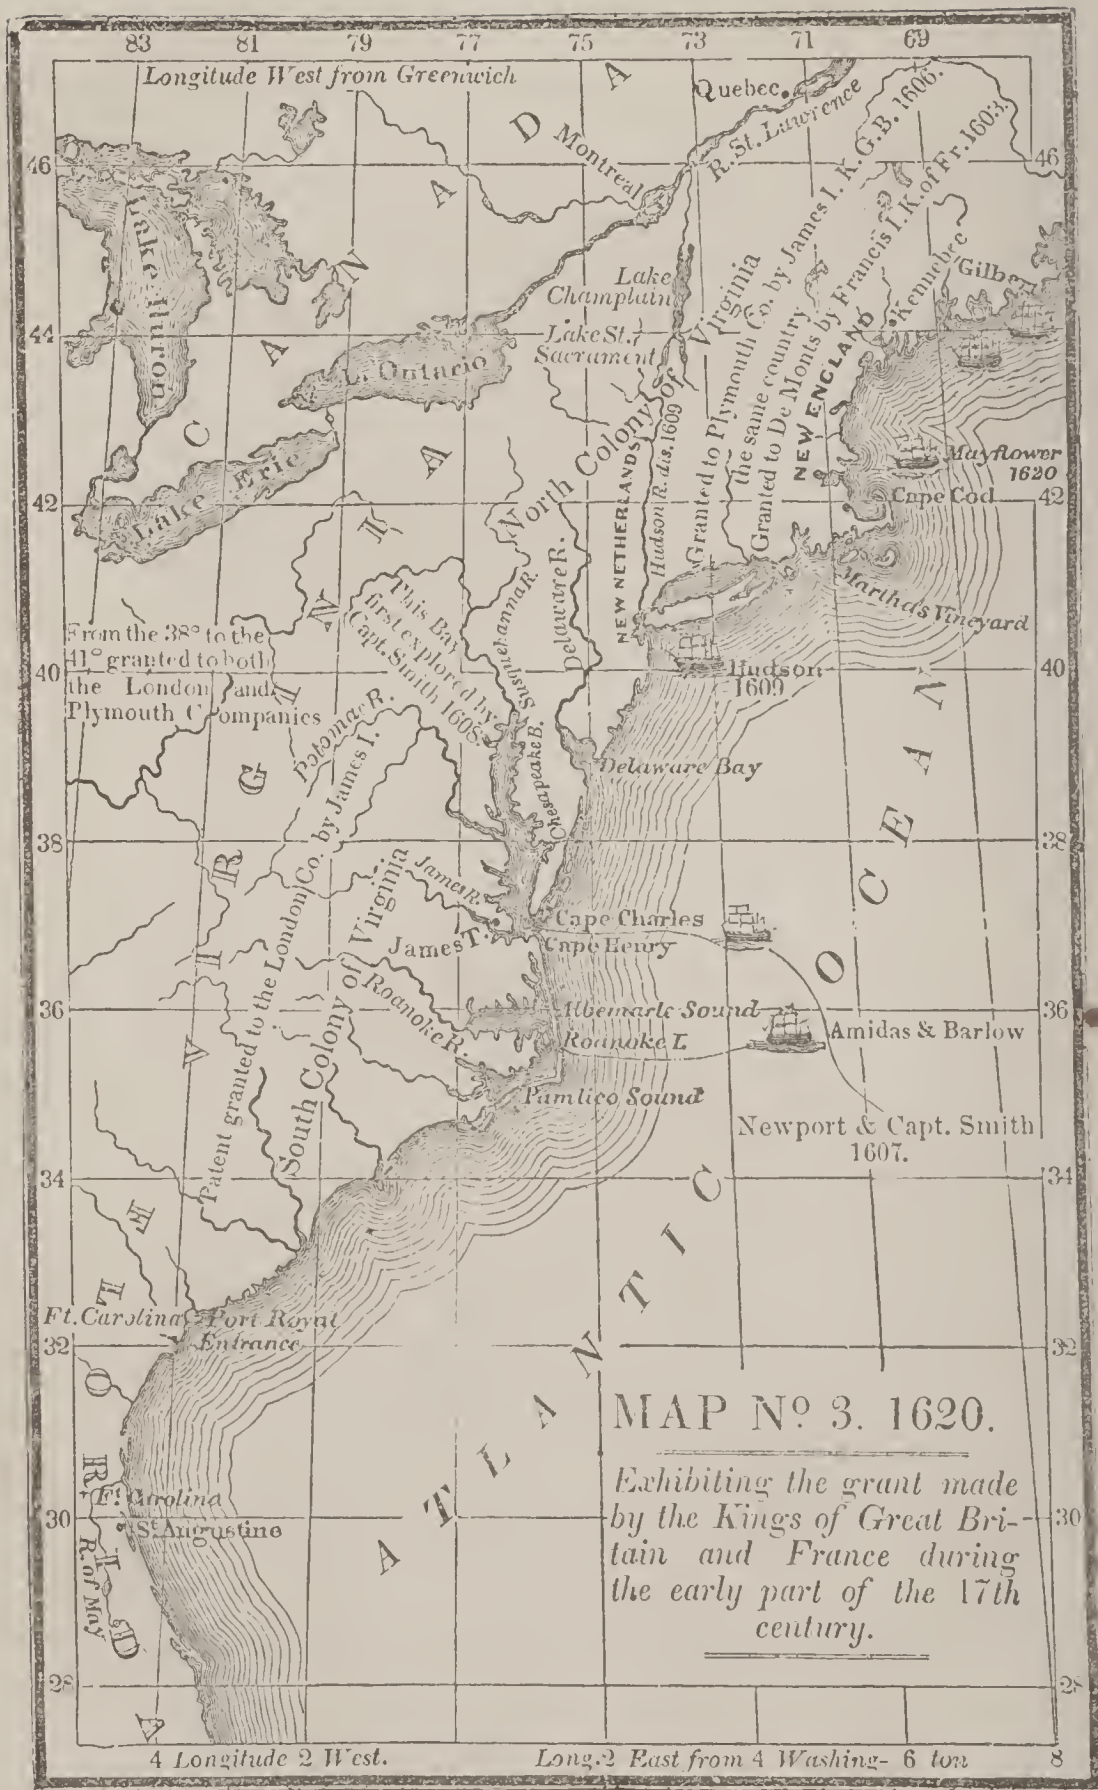 83 81 79 77 75 73 71 69
Longitude West from Greenwich
CANADA
Quebec
R. St. Lawrence
Montreal
46
46
Lake Huron
Lake
Champlain
Lake St.
Sacrament
L. Ontario
Lake Erie
44
North Colony of Virginia
Granted to Plymouth Co. by James I. K. G.B. 1606.
the same country
Granted to De Monts by Francis I. K. of Fr. 1603.
NEW ENGLAND
Kennebec
Gilbert
Mayflower
1620
Cape Cod
42
42
Martha's Vineyard
NEW NETHERLANDS
Hudson R. dis. 1609
Delaware R.
Susquehanna R.
This Bay
first explored by
Capt. Smith 1608.
Hudson
1609
40
40
From the 38° to the
41° granted to both
the London and
Plymouth Companies
Potomac R.
Chesapeake B.
Delaware Bay
VIRGINIA
38
38
James R.
James T.
Cape Charles
Cape Henry
Patent granted to the London Co. by James I.
South Colony of Virginia
Roanoke R.
36
36
Albemarle Sound
Roanoke I.
Amidas & Barlow
Pamlico Sound
Newport & Capt. Smith
1607.
34
34
Ft. Carolina
Port Royal
Entrance
32
32
FLORIDA
ATLANTIC OCEAN
Ft. Carolina
St. Augustine
R. of May
30
30
28
28
MAP No. 3. 1620.
Exhibiting the grant made
by the Kings of Great Bri-
tain and France during
the early part of the 17th
century.
4 Longitude 2 West.
Long. 2 East from 4 Washing- 6 ton 8